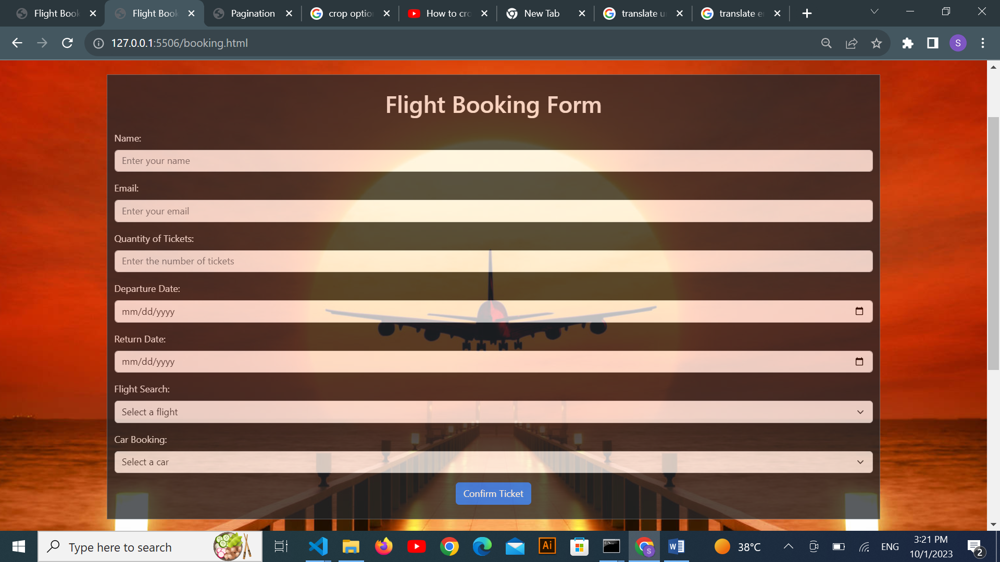 Flight Book
Flight Book
Pagination
crop optio
How to cro
New Tab
translate u
translate e
127.0.0.1:5506/booking.html
S
Flight Booking Form
Name:
Enter your name
Email:
Enter your email
Quantity of Tickets:
Enter the number of tickets
Departure Date:
mm/dd/yyyy
Return Date:
mm/dd/yyyy
Flight Search:
Select a flight
Car Booking:
Select a car
Confirm Ticket
Type here to search
Ai
S
W
38°C
ENG
3:21 PM
10/1/2023
2